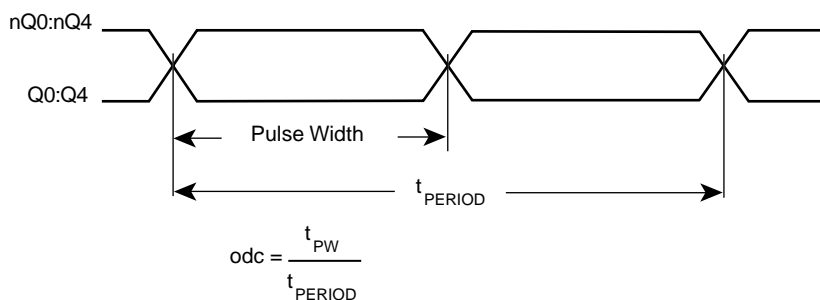 nQ0:nQ4
Q0:Q4
Pulse Width
tPERIOD
odc = tPW
tPERIOD